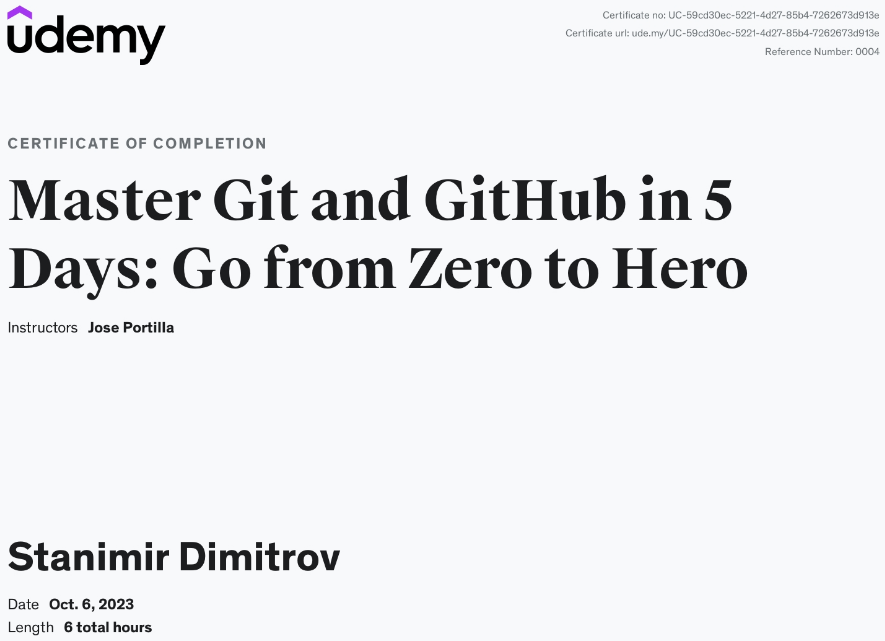 udemy
Certificate no: UC-59cd30ec-5221-4d27-85b4-7262673d913e
Certificate url: ude.my/UC-59cd30ec-5221-4d27-85b4-7262673d913e
Reference Number: 0004
CERTIFICATE OF COMPLETION
Master Git and GitHub in 5
Days: Go from Zero to Hero
Instructors Jose Portilla
Stanimir Dimitrov
Date Oct. 6, 2023
Length 6 total hours